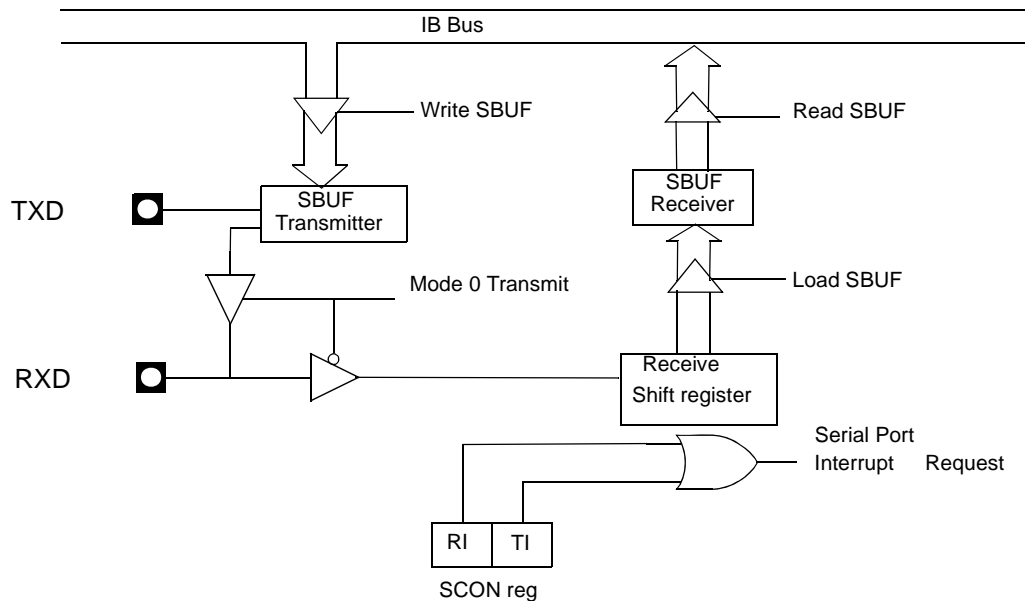 IB Bus
Write SBUF
Read SBUF
SBUF
Transmitter
SBUF
Receiver
TXD
Mode 0 Transmit
Load SBUF
RXD
Receive
Shift register
Serial Port
Interrupt Request
RI
TI
SCON reg